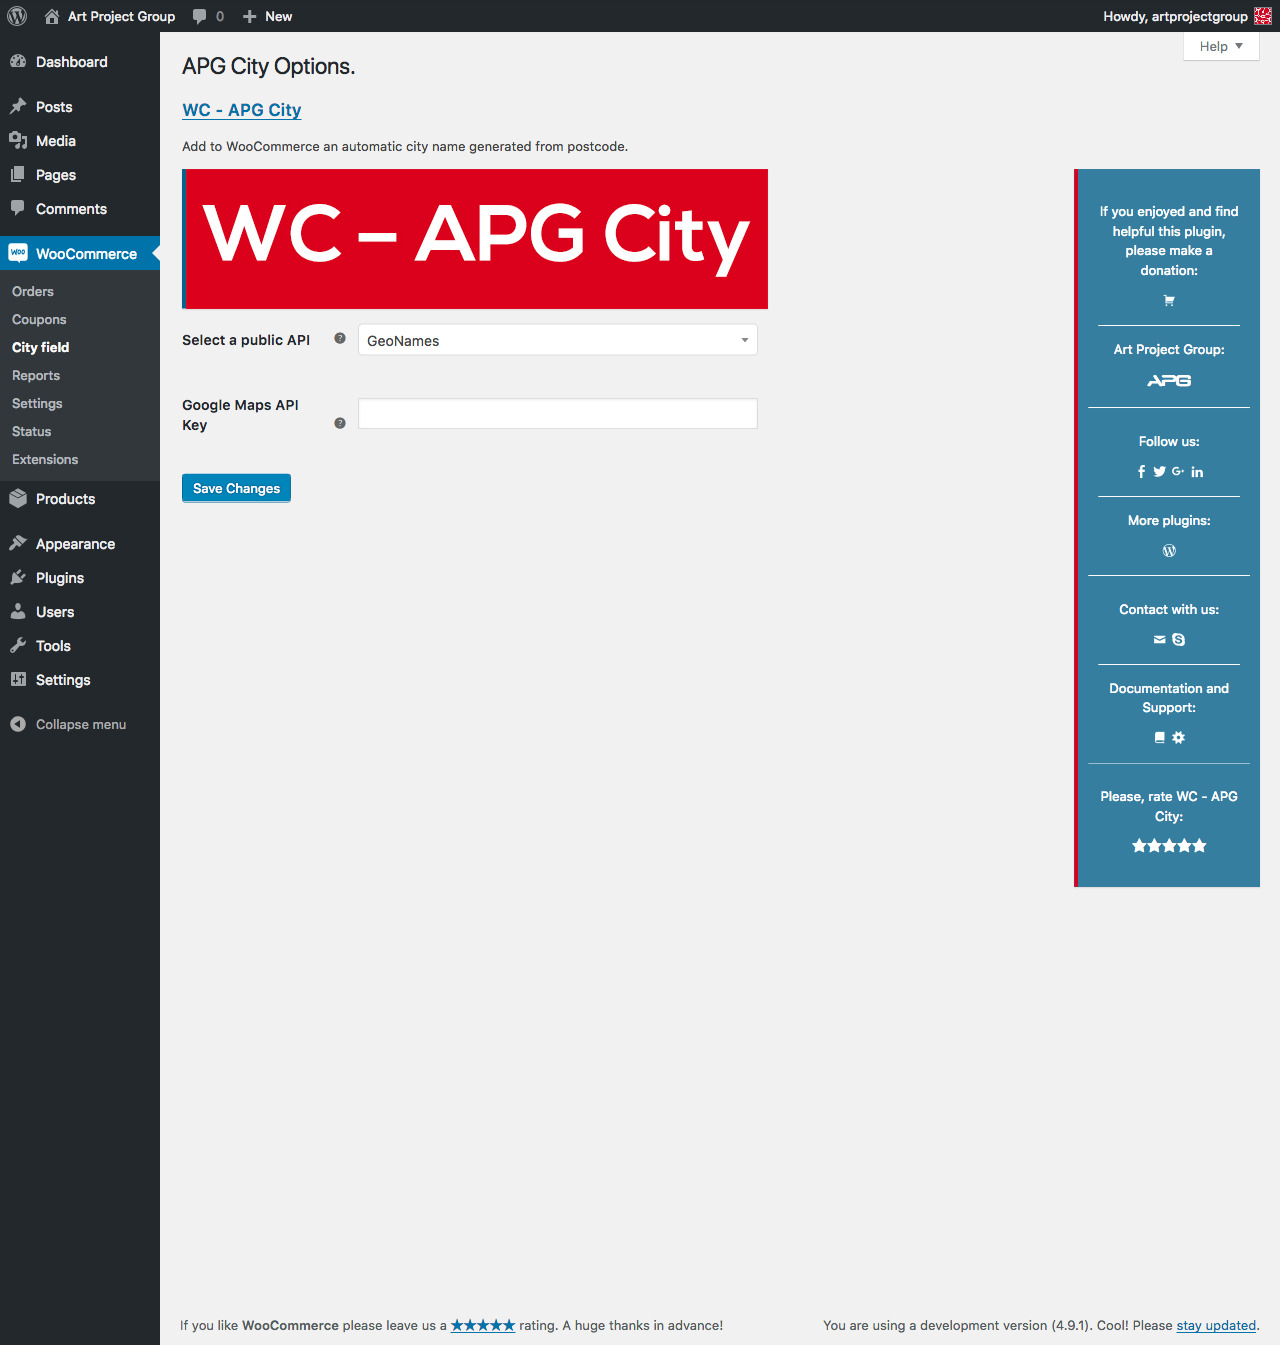 Art Project Group
0
New
Howdy, artprojectgroup
Help
Dashboard
Posts
Media
Pages
Comments
WOO
WooCommerce
Orders
Coupons
City field
Reports
Settings
Status
Extensions
Products
Appearance
Plugins
Users
Tools
Settings
Collapse menu
APG City Options.
WC - APG City
Add to WooCommerce an automatic city name generated from postcode.
WC – APG City
Select a public API
?
GeoNames
Google Maps API
Key
?
Save Changes
If you enjoyed and find
helpful this plugin,
please make a
donation:
Art Project Group:
APG
Follow us:
More plugins:
Contact with us:
Documentation and
Support:
Please, rate WC - APG
City:
★★★★★
If you like WooCommerce please leave us a ★★★★★ rating. A huge thanks in advance!
You are using a development version (4.9.1). Cool! Please stay updated.